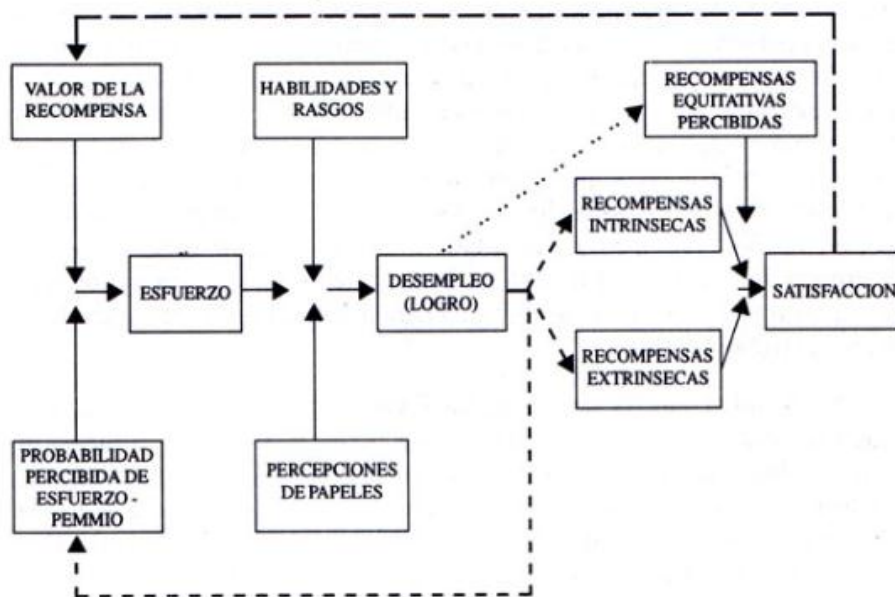 VALOR DE LA
RECOMPENSA
HABILIDADES Y
RASGOS
RECOMPENSAS
EQUITATIVAS
PERCIBIDAS
RECOMPENSAS
INTRINSECAS
ESFUERZO
DESEMPLEO
(LOGRO)
SATISFACCION
RECOMPENSAS
EXTRINSECAS
PROBABILIDAD
PERCIBIDA DE
ESFUERZO -
PEMMIO
PERCEPCIONES
DE PAPELES